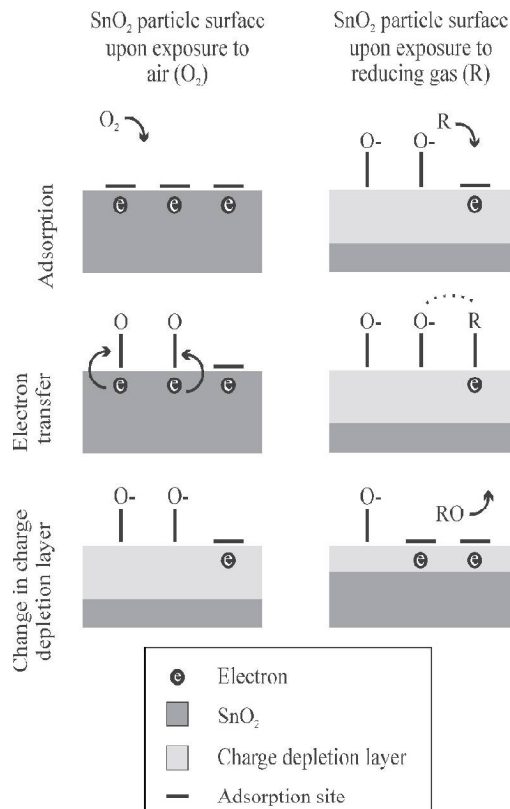 SnO₂ particle surface
upon exposure to
air (O₂)
SnO₂ particle surface
upon exposure to
reducing gas (R)
Adsorption
O₂
e e e
O- O- R
e
Electron
transfer
O O
e e e
O- O- R
e
Change in charge
depletion layer
O- O-
e
O- RO
e e
e Electron
SnO₂
Charge depletion layer
Adsorption site